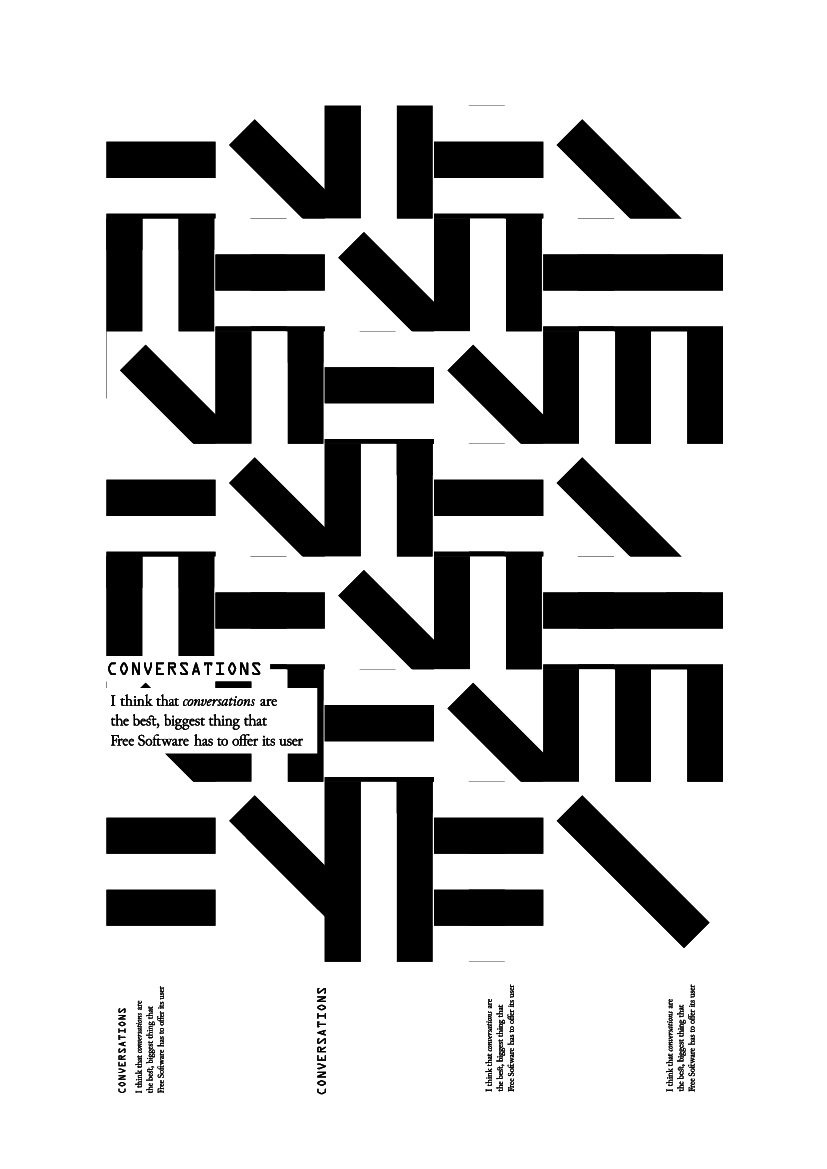 CONVERSATIONS
I think that conversations are
the best, biggest thing that
Free Software has to offer its user
CONVERSATIONS
I think that conversations are
the best, biggest thing that
Free Software has to offer its user
CONVERSATIONS
I think that conversations are
the best, biggest thing that
Free Software has to offer its user
I think that conversations are
the best, biggest thing that
Free Software has to offer its user